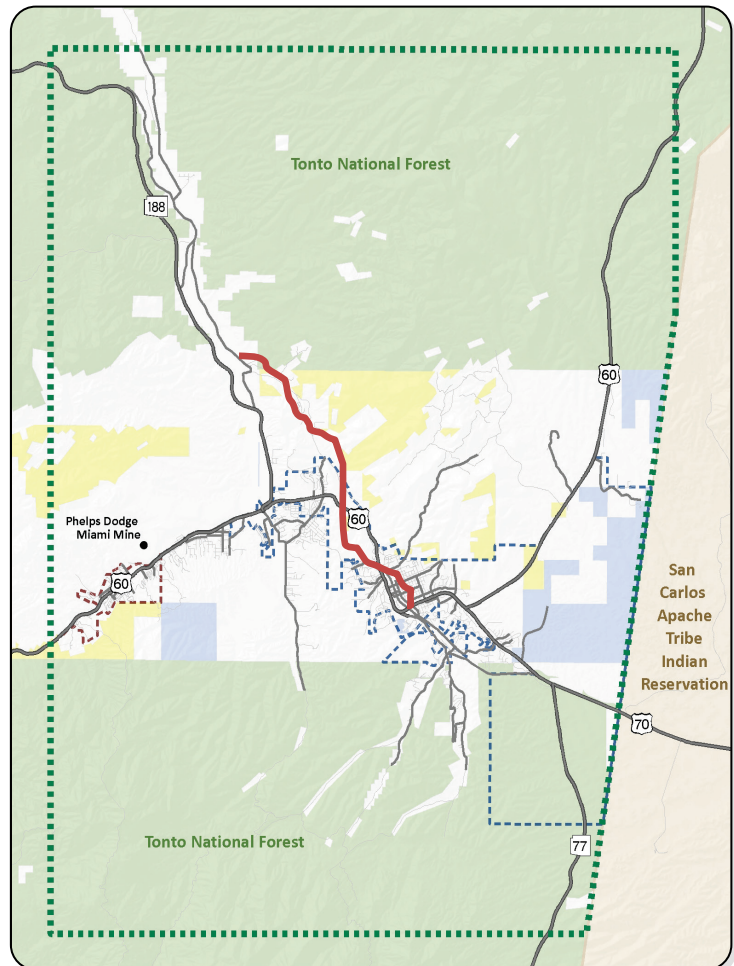 Tonto National Forest
188
60
Phelps Dodge
Miami Mine
60
60
San
Carlos
Apache
Tribe
Indian
Reservation
70
Tonto National Forest
77